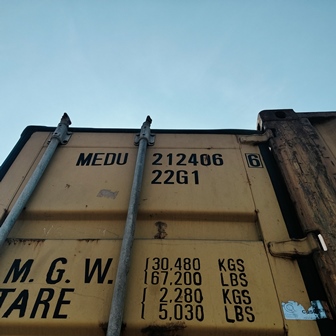 MEDU 212406 6
22G1
M.G.W. 30.480 KGS
67.200 LBS
TARE 2.280 KGS
5.030 LBS